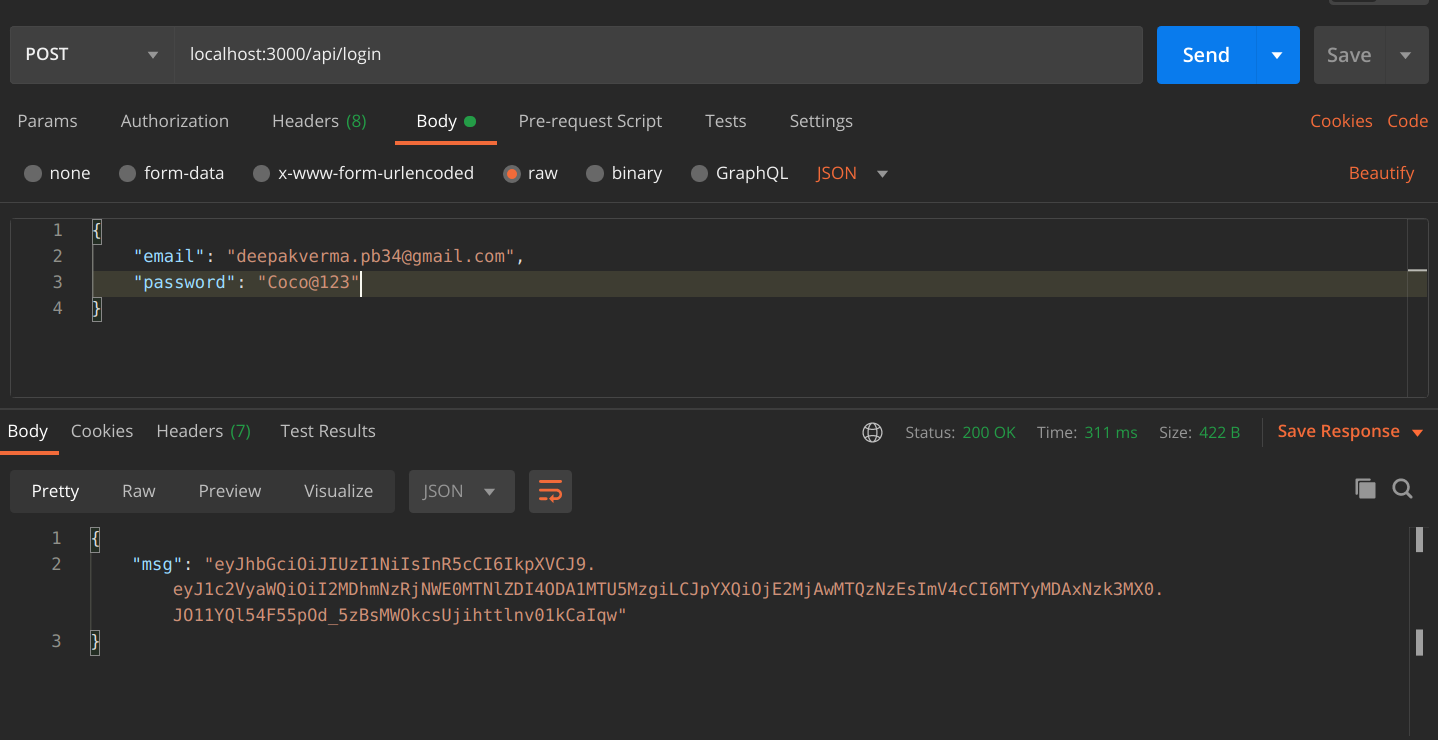 POST localhost:3000/api/login Send Save
Params Authorization Headers (8) Body Pre-request Script Tests Settings Cookies Code
none form-data x-www-form-urlencoded raw binary GraphQL JSON Beautify
1 {
2 "email": "deepakverma.pb34@gmail.com",
3 "password": "Coco@123"
4 }
Body Cookies Headers (7) Test Results Status: 200 OK Time: 311 ms Size: 422 B Save Response
Pretty Raw Preview Visualize JSON
1 {
2 "msg": "eyJhbGciOiJIUzI1NiIsInR5cCI6IkpXVCJ9.
eyJ1c2VyaWQiOiI2MDhmNzRjNWE0MTNlZDI4ODA1MTU5MzgiLCJpYXQiOjE2MjAwMTQzNzEsImV4cCI6MTYyMDAxNzk3MX0.
JO11YQl54F55pOd_5zBsMWOkcsUjihttlnv01kCaIqw"
3 }